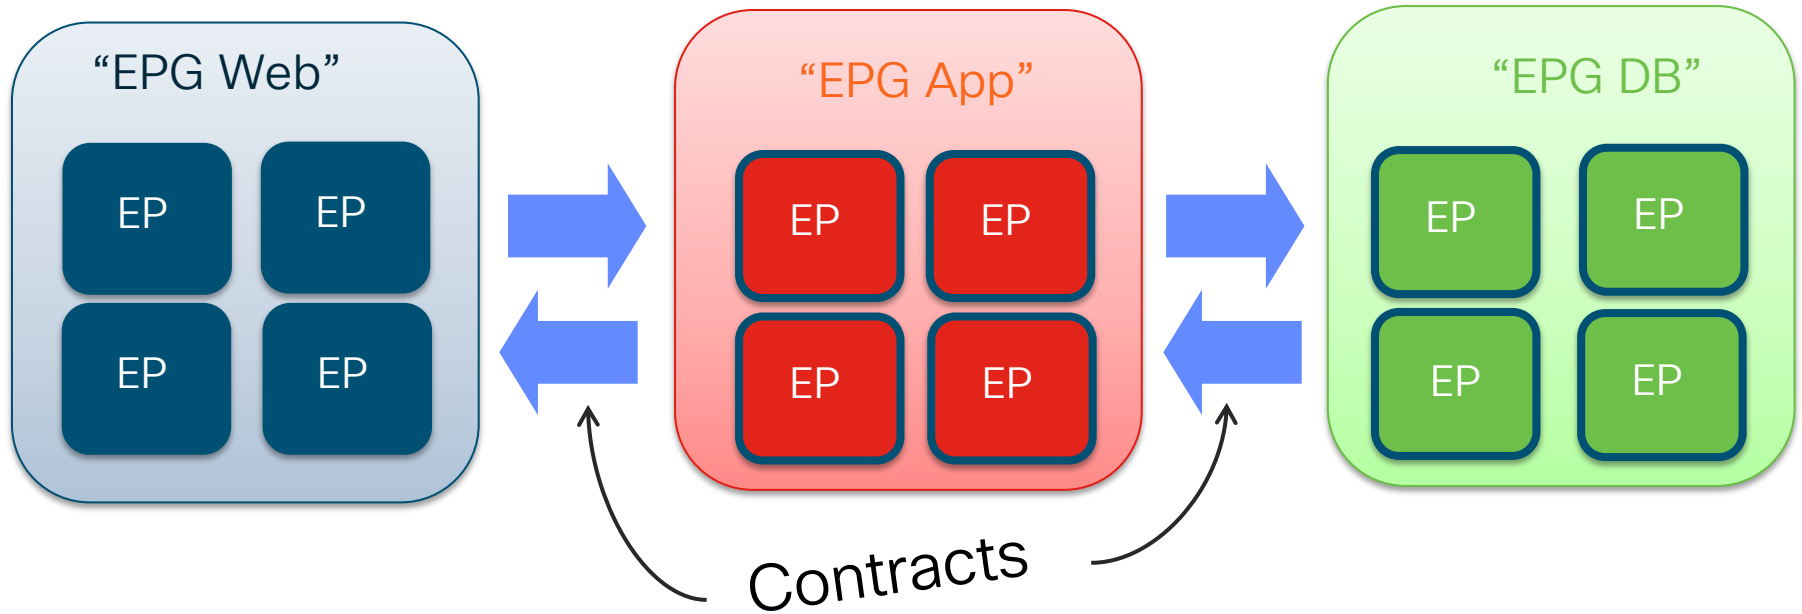 “EPG Web”
EP
EP
EP
EP
“EPG App”
EP
EP
EP
EP
“EPG DB”
EP
EP
EP
EP
Contracts